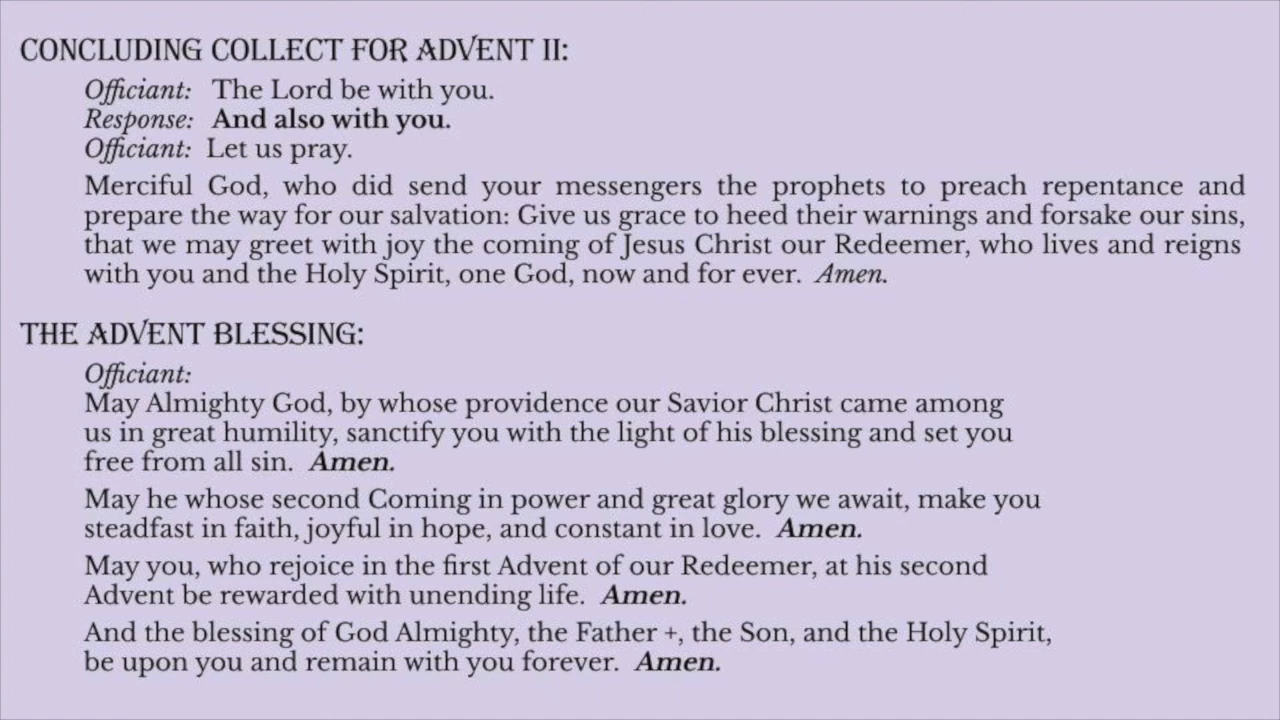 CONCLUDING COLLECT FOR ADVENT II:
Officiant: The Lord be with you.
Response: And also with you.
Officiant: Let us pray.
Merciful God, who did send your messengers the prophets to preach repentance and
prepare the way for our salvation: Give us grace to heed their warnings and forsake our sins,
that we may greet with joy the coming of Jesus Christ our Redeemer, who lives and reigns
with you and the Holy Spirit, one God, now and for ever. Amen.
THE ADVENT BLESSING:
Officiant:
May Almighty God, by whose providence our Savior Christ came among
us in great humility, sanctify you with the light of his blessing and set you
free from all sin. Amen.
May he whose second Coming in power and great glory we await, make you
steadfast in faith, joyful in hope, and constant in love. Amen.
May you, who rejoice in the first Advent of our Redeemer, at his second
Advent be rewarded with unending life. Amen.
And the blessing of God Almighty, the Father +, the Son, and the Holy Spirit,
be upon you and remain with you forever. Amen.